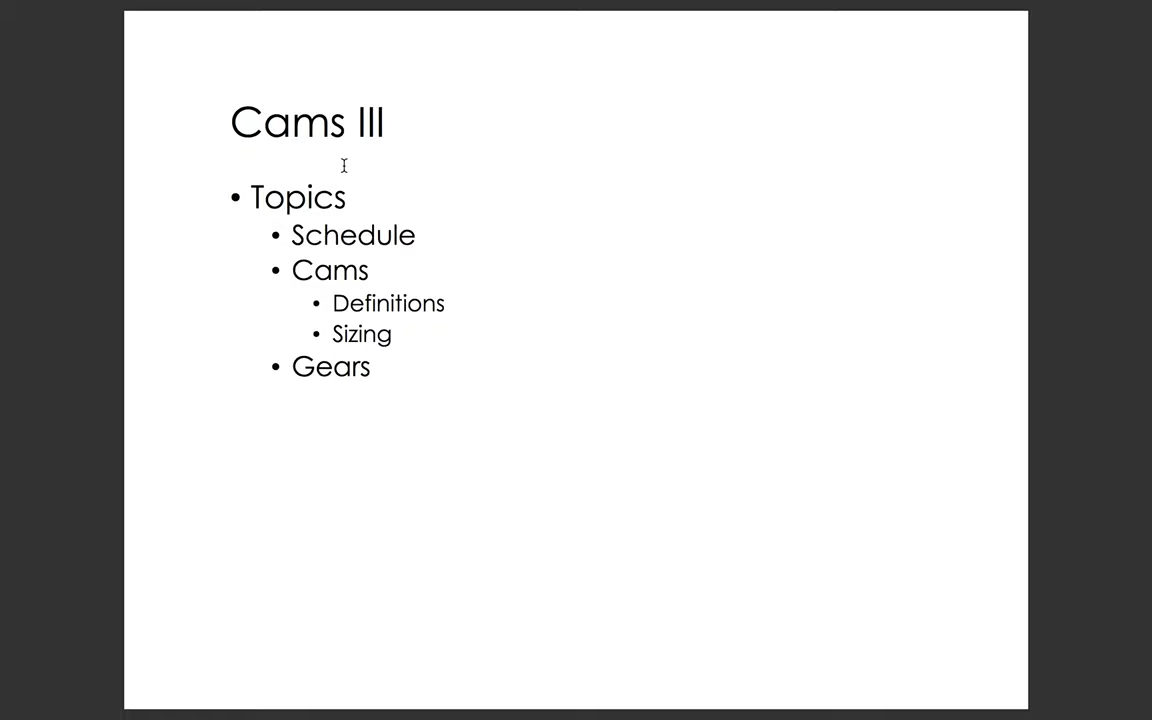 Cams III
• Topics
• Schedule
• Cams
• Definitions
• Sizing
• Gears